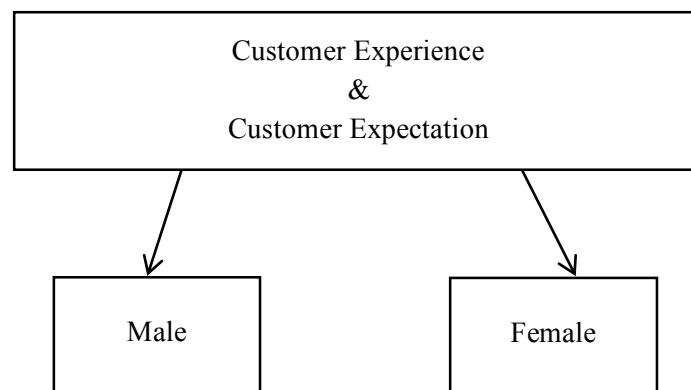 Customer Experience
&
Customer Expectation
Male
Female